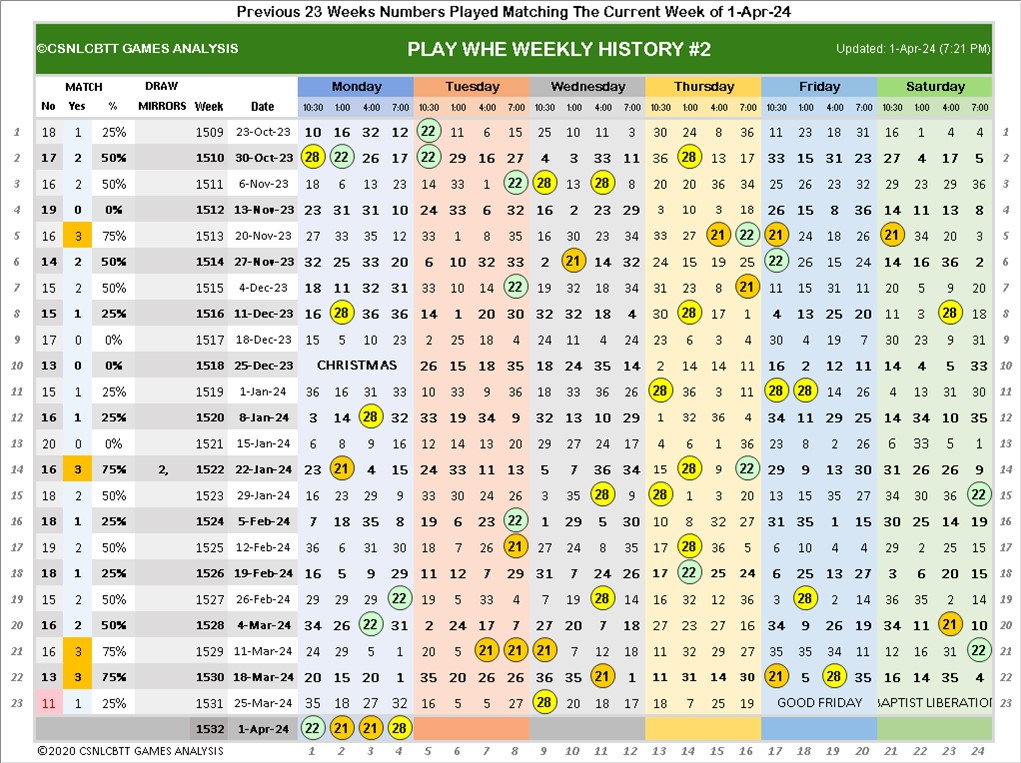 Previous 23 Weeks Numbers Played Matching The Current Week of 1-Apr-24
©CSNLCBTT GAMES ANALYSIS PLAY WHE WEEKLY HISTORY #2 Updated: 1-Apr-24 (7:21 PM)
MATCH DRAW Monday Tuesday Wednesday Thursday Friday Saturday
No Yes % MIRRORS Week Date 10:30 1:00 4:00 7:00 10:30 1:00 4:00 7:00 10:30 1:00 4:00 7:00 10:30 1:00 4:00 7:00 10:30 1:00 4:00 7:00 10:30 1:00 4:00 7:00
1 18 1 25% 1509 23-Oct-23 10 16 32 12 22 11 6 15 25 10 11 3 30 24 8 36 11 23 18 31 16 1 4 4 1
2 17 2 50% 1510 30-Oct-23 28 22 26 17 22 29 16 27 4 3 33 11 36 28 13 17 33 15 31 23 27 4 17 5 2
3 16 2 50% 1511 6-Nov-23 18 6 13 23 14 33 1 22 28 13 28 8 20 20 36 34 25 26 23 32 29 23 29 36 3
4 19 0 0% 1512 13-Nov-23 23 31 31 10 24 33 6 32 16 2 23 29 3 10 3 18 26 15 8 36 14 11 13 8 4
5 16 3 75% 1513 20-Nov-23 27 33 35 12 33 1 8 35 16 30 23 34 33 27 21 22 21 24 18 26 21 34 20 3 5
6 14 2 50% 1514 27-Nov-23 32 25 33 20 6 10 32 33 2 21 14 32 24 15 19 25 22 26 15 24 14 16 36 2 6
7 15 2 50% 1515 4-Dec-23 18 11 32 31 33 10 14 22 19 32 18 34 31 23 8 21 11 15 31 11 20 5 9 20 7
8 15 1 25% 1516 11-Dec-23 16 28 36 36 14 1 20 30 32 32 18 4 30 28 17 1 4 13 25 20 11 3 28 18 8
9 17 0 0% 1517 18-Dec-23 15 5 10 23 2 25 18 4 24 11 4 24 23 6 3 4 30 4 19 7 30 23 9 31 9
10 13 0 0% 1518 25-Dec-23 CHRISTMAS 26 15 18 35 18 24 35 14 2 14 14 11 16 2 12 11 14 4 5 33 10
11 15 1 25% 1519 1-Jan-24 36 16 31 33 10 33 9 36 18 33 16 35 28 11 3 11 28 28 14 26 4 13 31 30 11
12 16 1 25% 1520 8-Jan-24 3 14 28 32 33 19 34 9 32 13 10 29 1 32 36 4 34 11 29 25 14 34 10 35 12
13 20 0 0% 1521 15-Jan-24 6 8 9 16 12 14 13 20 29 27 24 17 4 6 1 36 23 8 2 26 6 33 5 1 13
14 16 3 75% 2, 1522 22-Jan-24 23 21 4 15 24 33 11 13 5 7 36 34 15 28 9 22 29 9 13 30 31 26 26 9 14
15 18 2 50% 1523 29-Jan-24 16 23 29 9 33 30 24 26 3 35 28 9 28 1 3 20 13 15 35 27 34 30 36 22 15
16 18 1 25% 1524 5-Feb-24 7 18 35 8 19 6 23 22 1 29 5 30 10 8 32 27 31 35 1 15 30 25 14 19 16
17 19 2 50% 1525 12-Feb-24 36 6 31 30 18 7 26 21 27 24 8 35 17 28 36 5 6 10 4 4 29 2 25 15 17
18 18 1 25% 1526 19-Feb-24 16 5 9 29 11 12 7 29 31 7 24 26 17 22 25 24 6 25 13 27 3 6 20 15 18
19 15 2 50% 1527 26-Feb-24 29 29 29 22 19 5 33 4 7 19 28 14 16 32 12 36 3 28 2 14 36 35 2 14 19
20 16 2 50% 1528 4-Mar-24 34 26 22 31 2 24 17 7 27 20 7 18 27 23 27 16 34 9 26 19 34 11 21 10 20
21 16 3 75% 1529 11-Mar-24 24 29 5 1 20 5 21 21 21 7 12 18 11 32 29 27 35 35 34 11 12 16 31 22 21
22 13 3 75% 1530 18-Mar-24 20 15 20 1 35 20 26 26 36 35 21 1 11 31 14 30 21 5 28 35 16 14 35 4 22
23 11 1 25% 1531 25-Mar-24 35 18 27 32 16 5 5 27 28 20 18 17 18 7 25 19 GOOD FRIDAY BAPTIST LIBERATION 23
1532 1-Apr-24 22 21 21 28
©2020 CSNLCBTT GAMES ANALYSIS 1 2 3 4 5 6 7 8 9 10 11 12 13 14 15 16 17 18 19 20 21 22 23 24